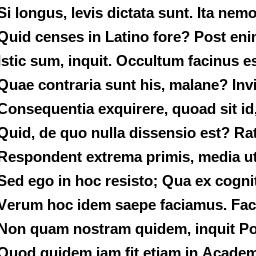 Si longus, levis dictata sunt. Ita nemo
Quid censes in Latino fore? Post enim
Istic sum, inquit. Occultum facinus es
Quae contraria sunt his, malane? Invi
Consequentia exquirere, quoad sit id,
Quid, de quo nulla dissensio est? Rat
Respondent extrema primis, media ut
Sed ego in hoc resisto; Qua ex cognit
Verum hoc idem saepe faciamus. Fac
Non quam nostram quidem, inquit Po
Quod quidem iam fit etiam in Academ